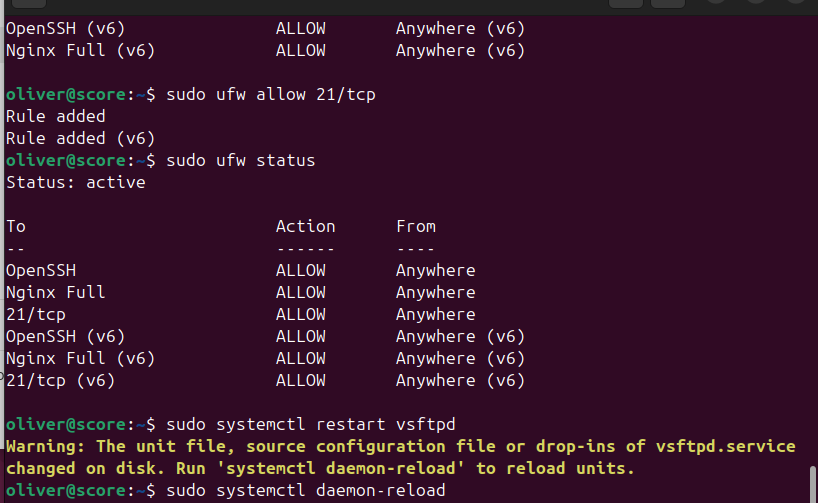 OpenSSH (v6)               ALLOW       Anywhere (v6)
Nginx Full (v6)            ALLOW       Anywhere (v6)

oliver@score:~$ sudo ufw allow 21/tcp
Rule added
Rule added (v6)
oliver@score:~$ sudo ufw status
Status: active

To                         Action      From
--                         ------      ----
OpenSSH                    ALLOW       Anywhere
Nginx Full                 ALLOW       Anywhere
21/tcp                     ALLOW       Anywhere
OpenSSH (v6)               ALLOW       Anywhere (v6)
Nginx Full (v6)            ALLOW       Anywhere (v6)
21/tcp (v6)                ALLOW       Anywhere (v6)

oliver@score:~$ sudo systemctl restart vsftpd
Warning: The unit file, source configuration file or drop-ins of vsftpd.service
changed on disk. Run 'systemctl daemon-reload' to reload units.
oliver@score:~$ sudo systemctl daemon-reload